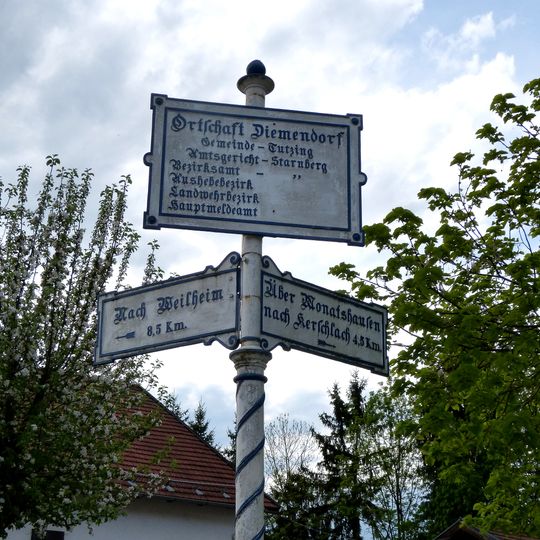 Ortschaft Diemendorf
Gemeinde - Tutzing
Amtsgericht - Starnberg
Bezirksamt - "
Aushebebezirk
Landwehrbezirk
Hauptmeldeamt
Nach Weilheim
8,5 Km.
Über Monatshausen
nach Kerschlach 4,5 Km.